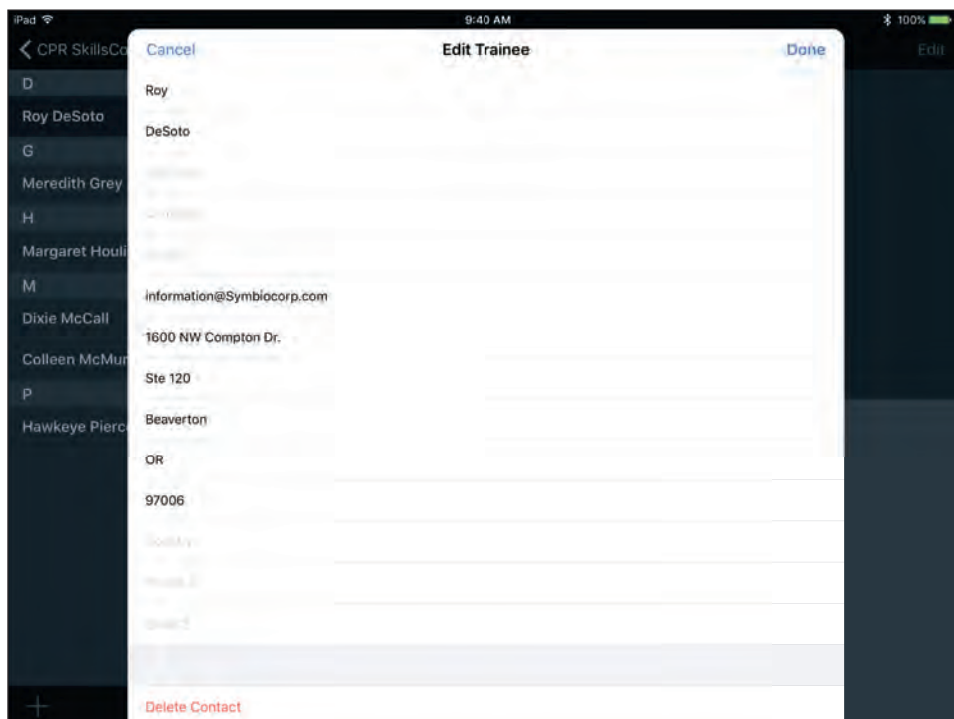 iPad 9:40 AM 100%
CPR SkillsCo
Cancel Edit Trainee Done
Edit
D
Roy DeSoto
G
Meredith Grey
H
Margaret Houli
M
Dixie McCall
Colleen McMur
P
Hawkeye Pierc
Roy
DeSoto
information@Symbiocorp.com
1600 NW Compton Dr.
Ste 120
Beaverton
OR
97006
Delete Contact